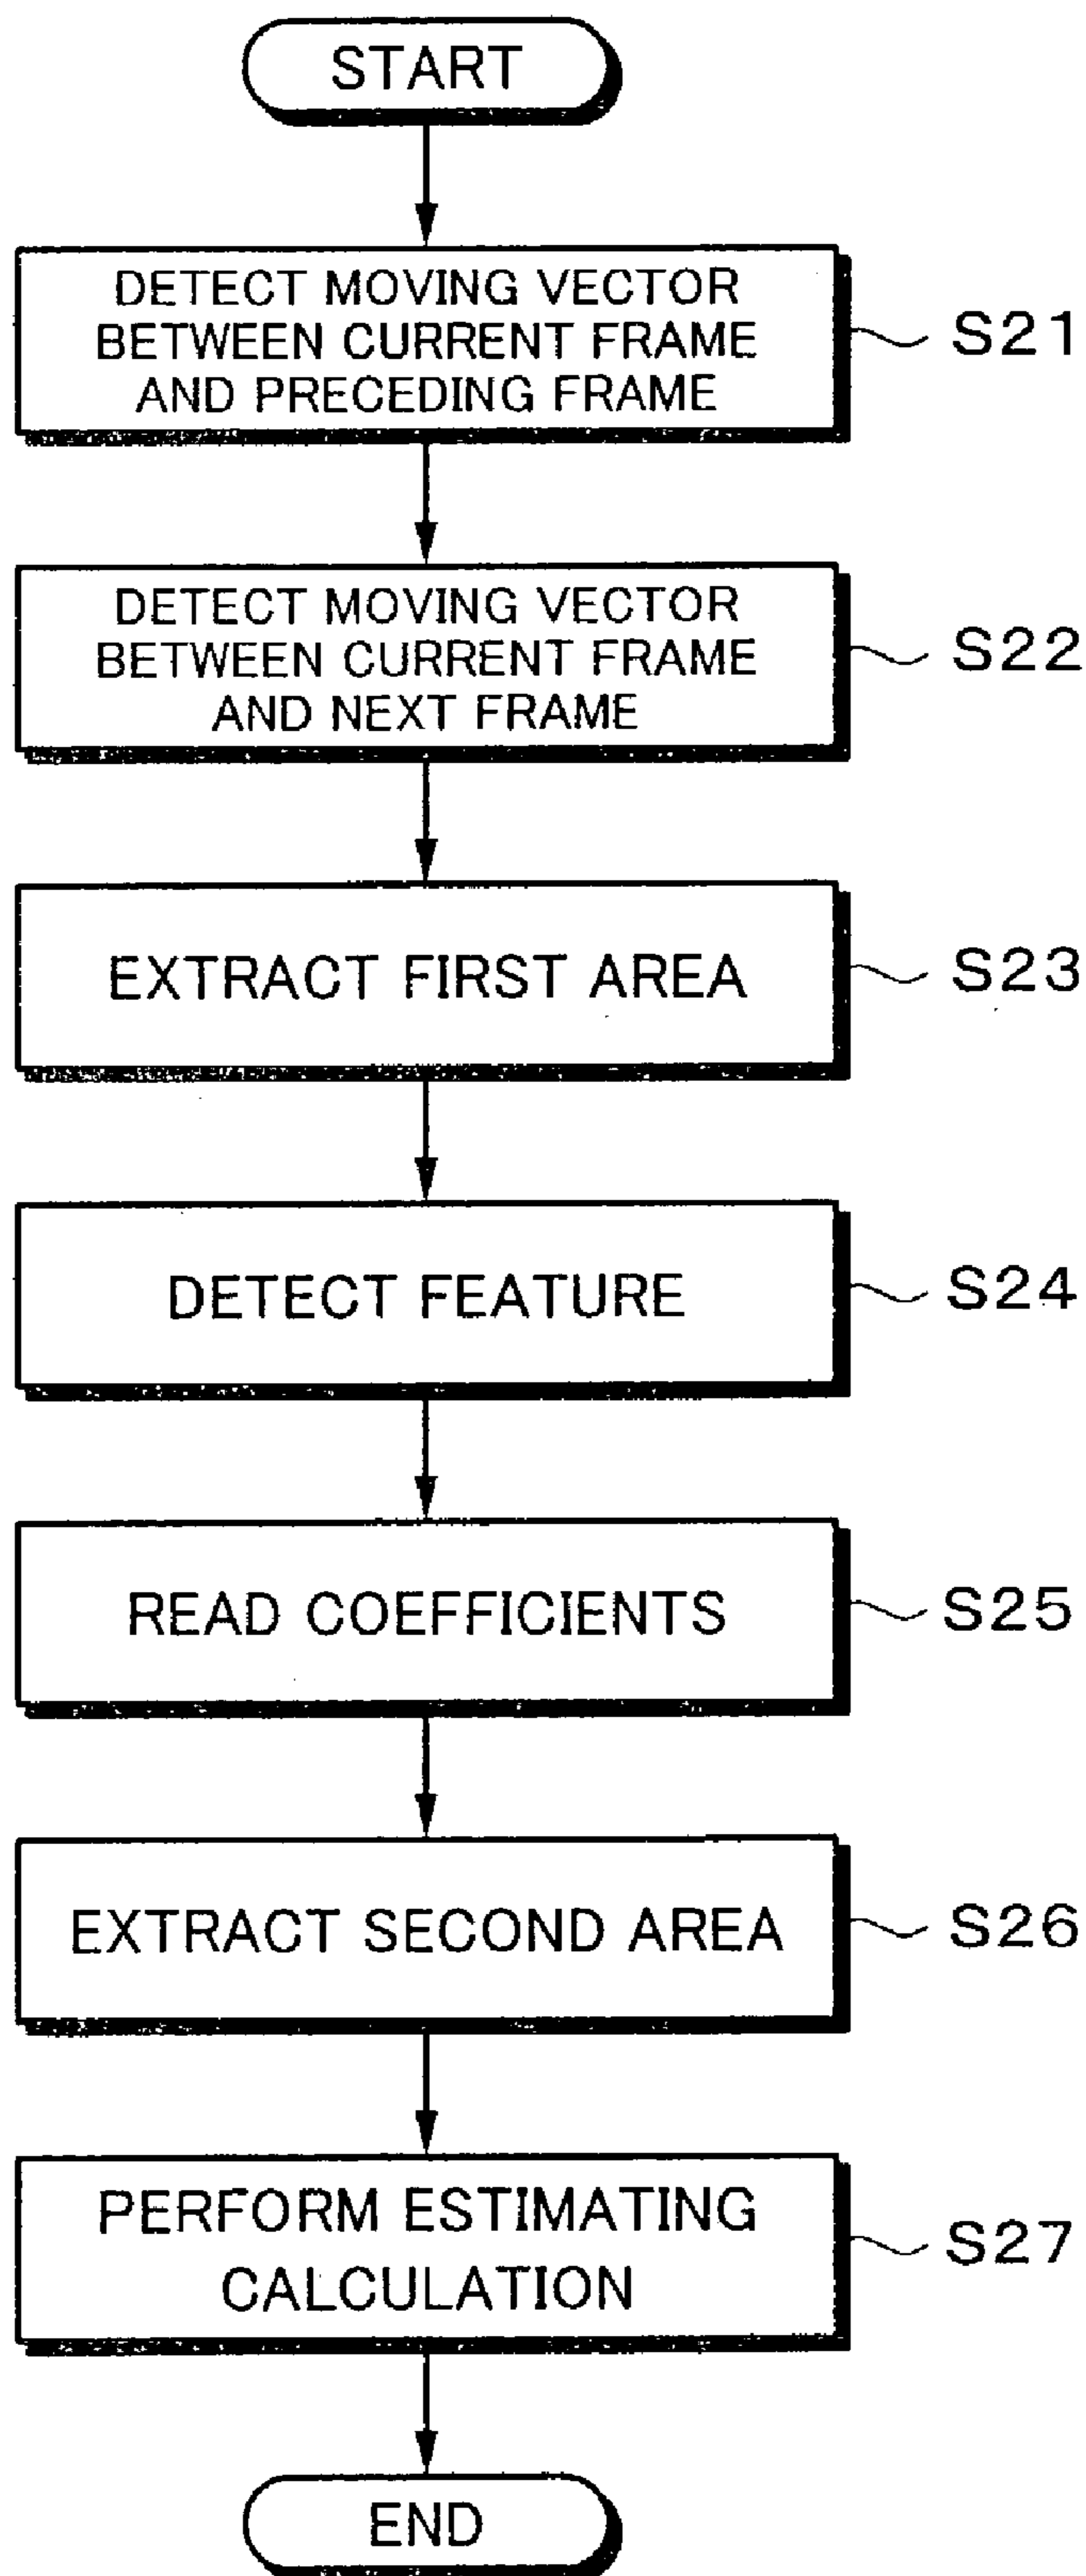 START
DETECT MOVING VECTOR
BETWEEN CURRENT FRAME
AND PRECEDING FRAME
S21
DETECT MOVING VECTOR
BETWEEN CURRENT FRAME
AND NEXT FRAME
S22
EXTRACT FIRST AREA
S23
DETECT FEATURE
S24
READ COEFFICIENTS
S25
EXTRACT SECOND AREA
S26
PERFORM ESTIMATING
CALCULATION
S27
END